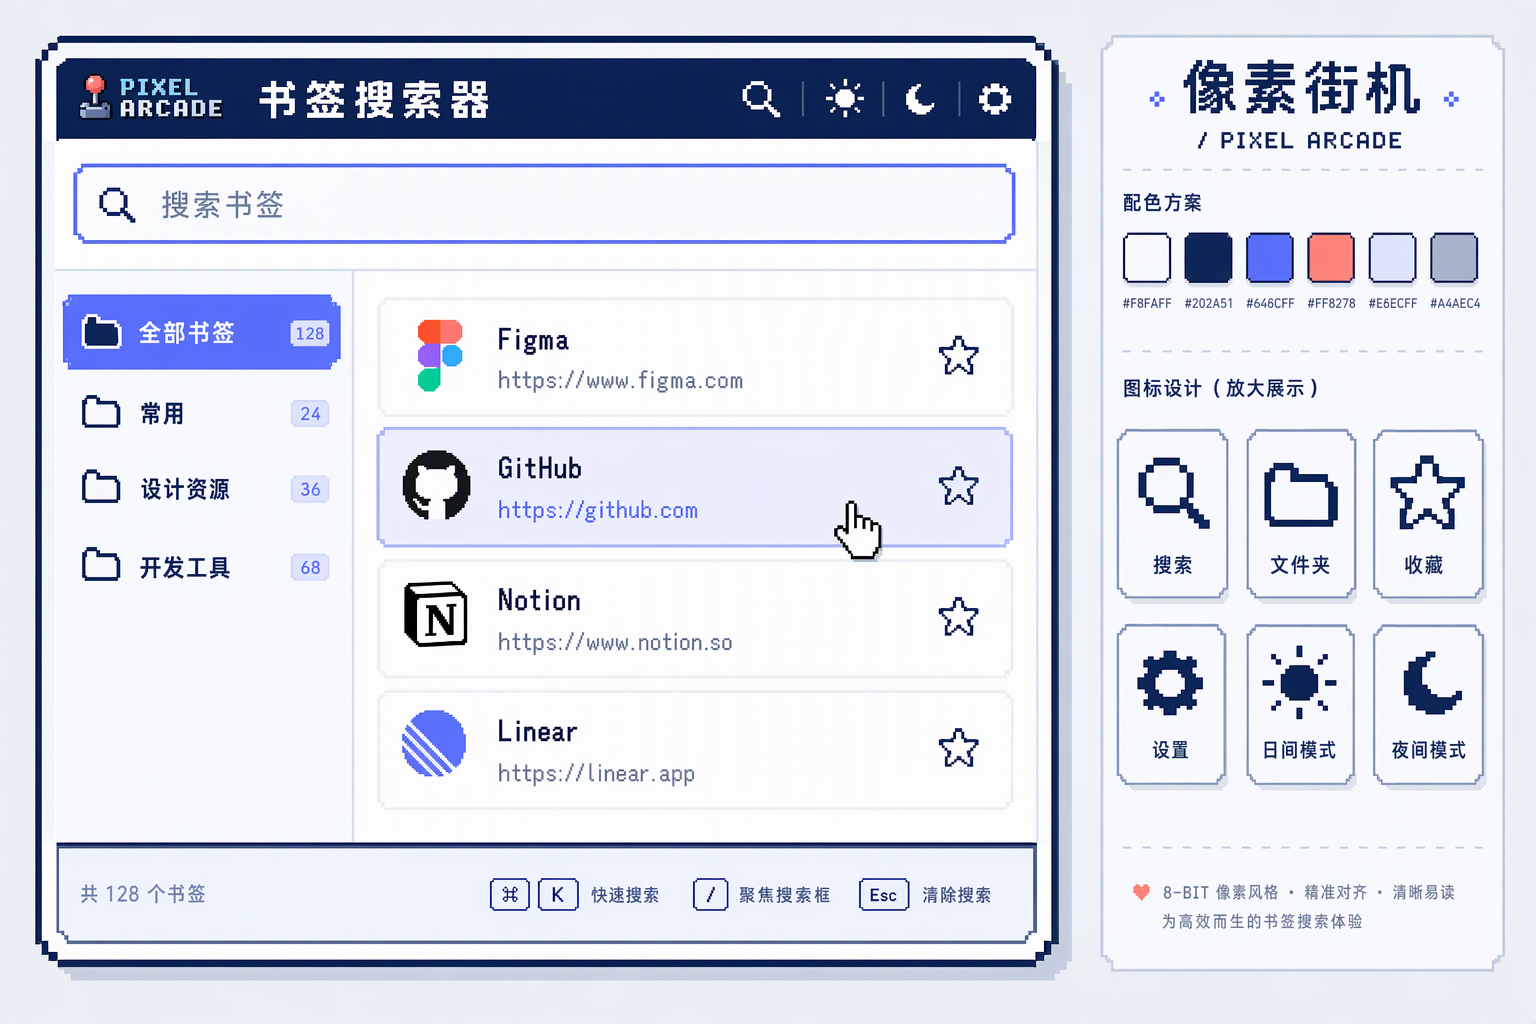 PIXEL
ARCADE
书签搜索器
搜索书签
全部书签 128
常用 24
设计资源 36
开发工具 68
Figma
https://www.figma.com
GitHub
https://github.com
N
Notion
https://www.notion.so
Linear
https://linear.app
共 128 个书签
⌘ K 快速搜索 / 聚焦搜索框 Esc 清除搜索
像素街机
/ PIXEL ARCADE
配色方案
#F8FAFF #202A51 #646CFF #FF8278 #E6ECFF #A4AEC4
图标设计（放大展示）
搜索 文件夹 收藏
设置 日间模式 夜间模式
8-BIT 像素风格 • 精准对齐 • 清晰易读
为高效而生的书签搜索体验